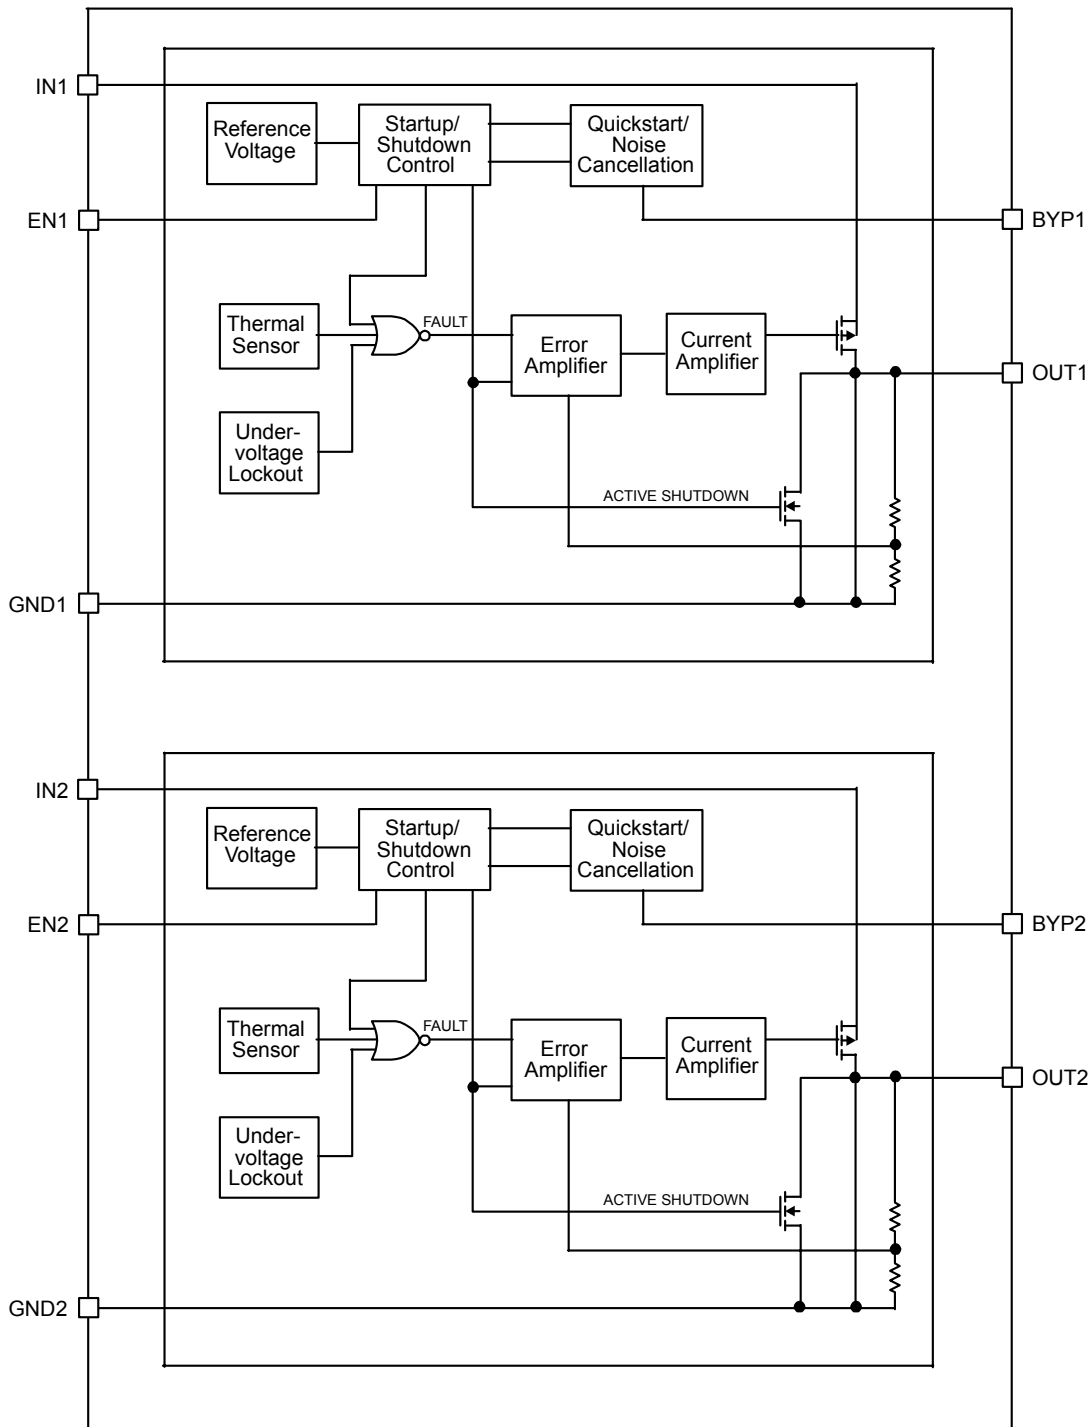 IN1
Reference
Voltage
Startup/
Shutdown
Control
Quickstart/
Noise
Cancellation
EN1
BYP1
Thermal
Sensor
FAULT
Error
Amplifier
Current
Amplifier
OUT1
Under-
voltage
Lockout
ACTIVE SHUTDOWN
GND1
IN2
Reference
Voltage
Startup/
Shutdown
Control
Quickstart/
Noise
Cancellation
EN2
BYP2
Thermal
Sensor
FAULT
Error
Amplifier
Current
Amplifier
OUT2
Under-
voltage
Lockout
ACTIVE SHUTDOWN
GND2